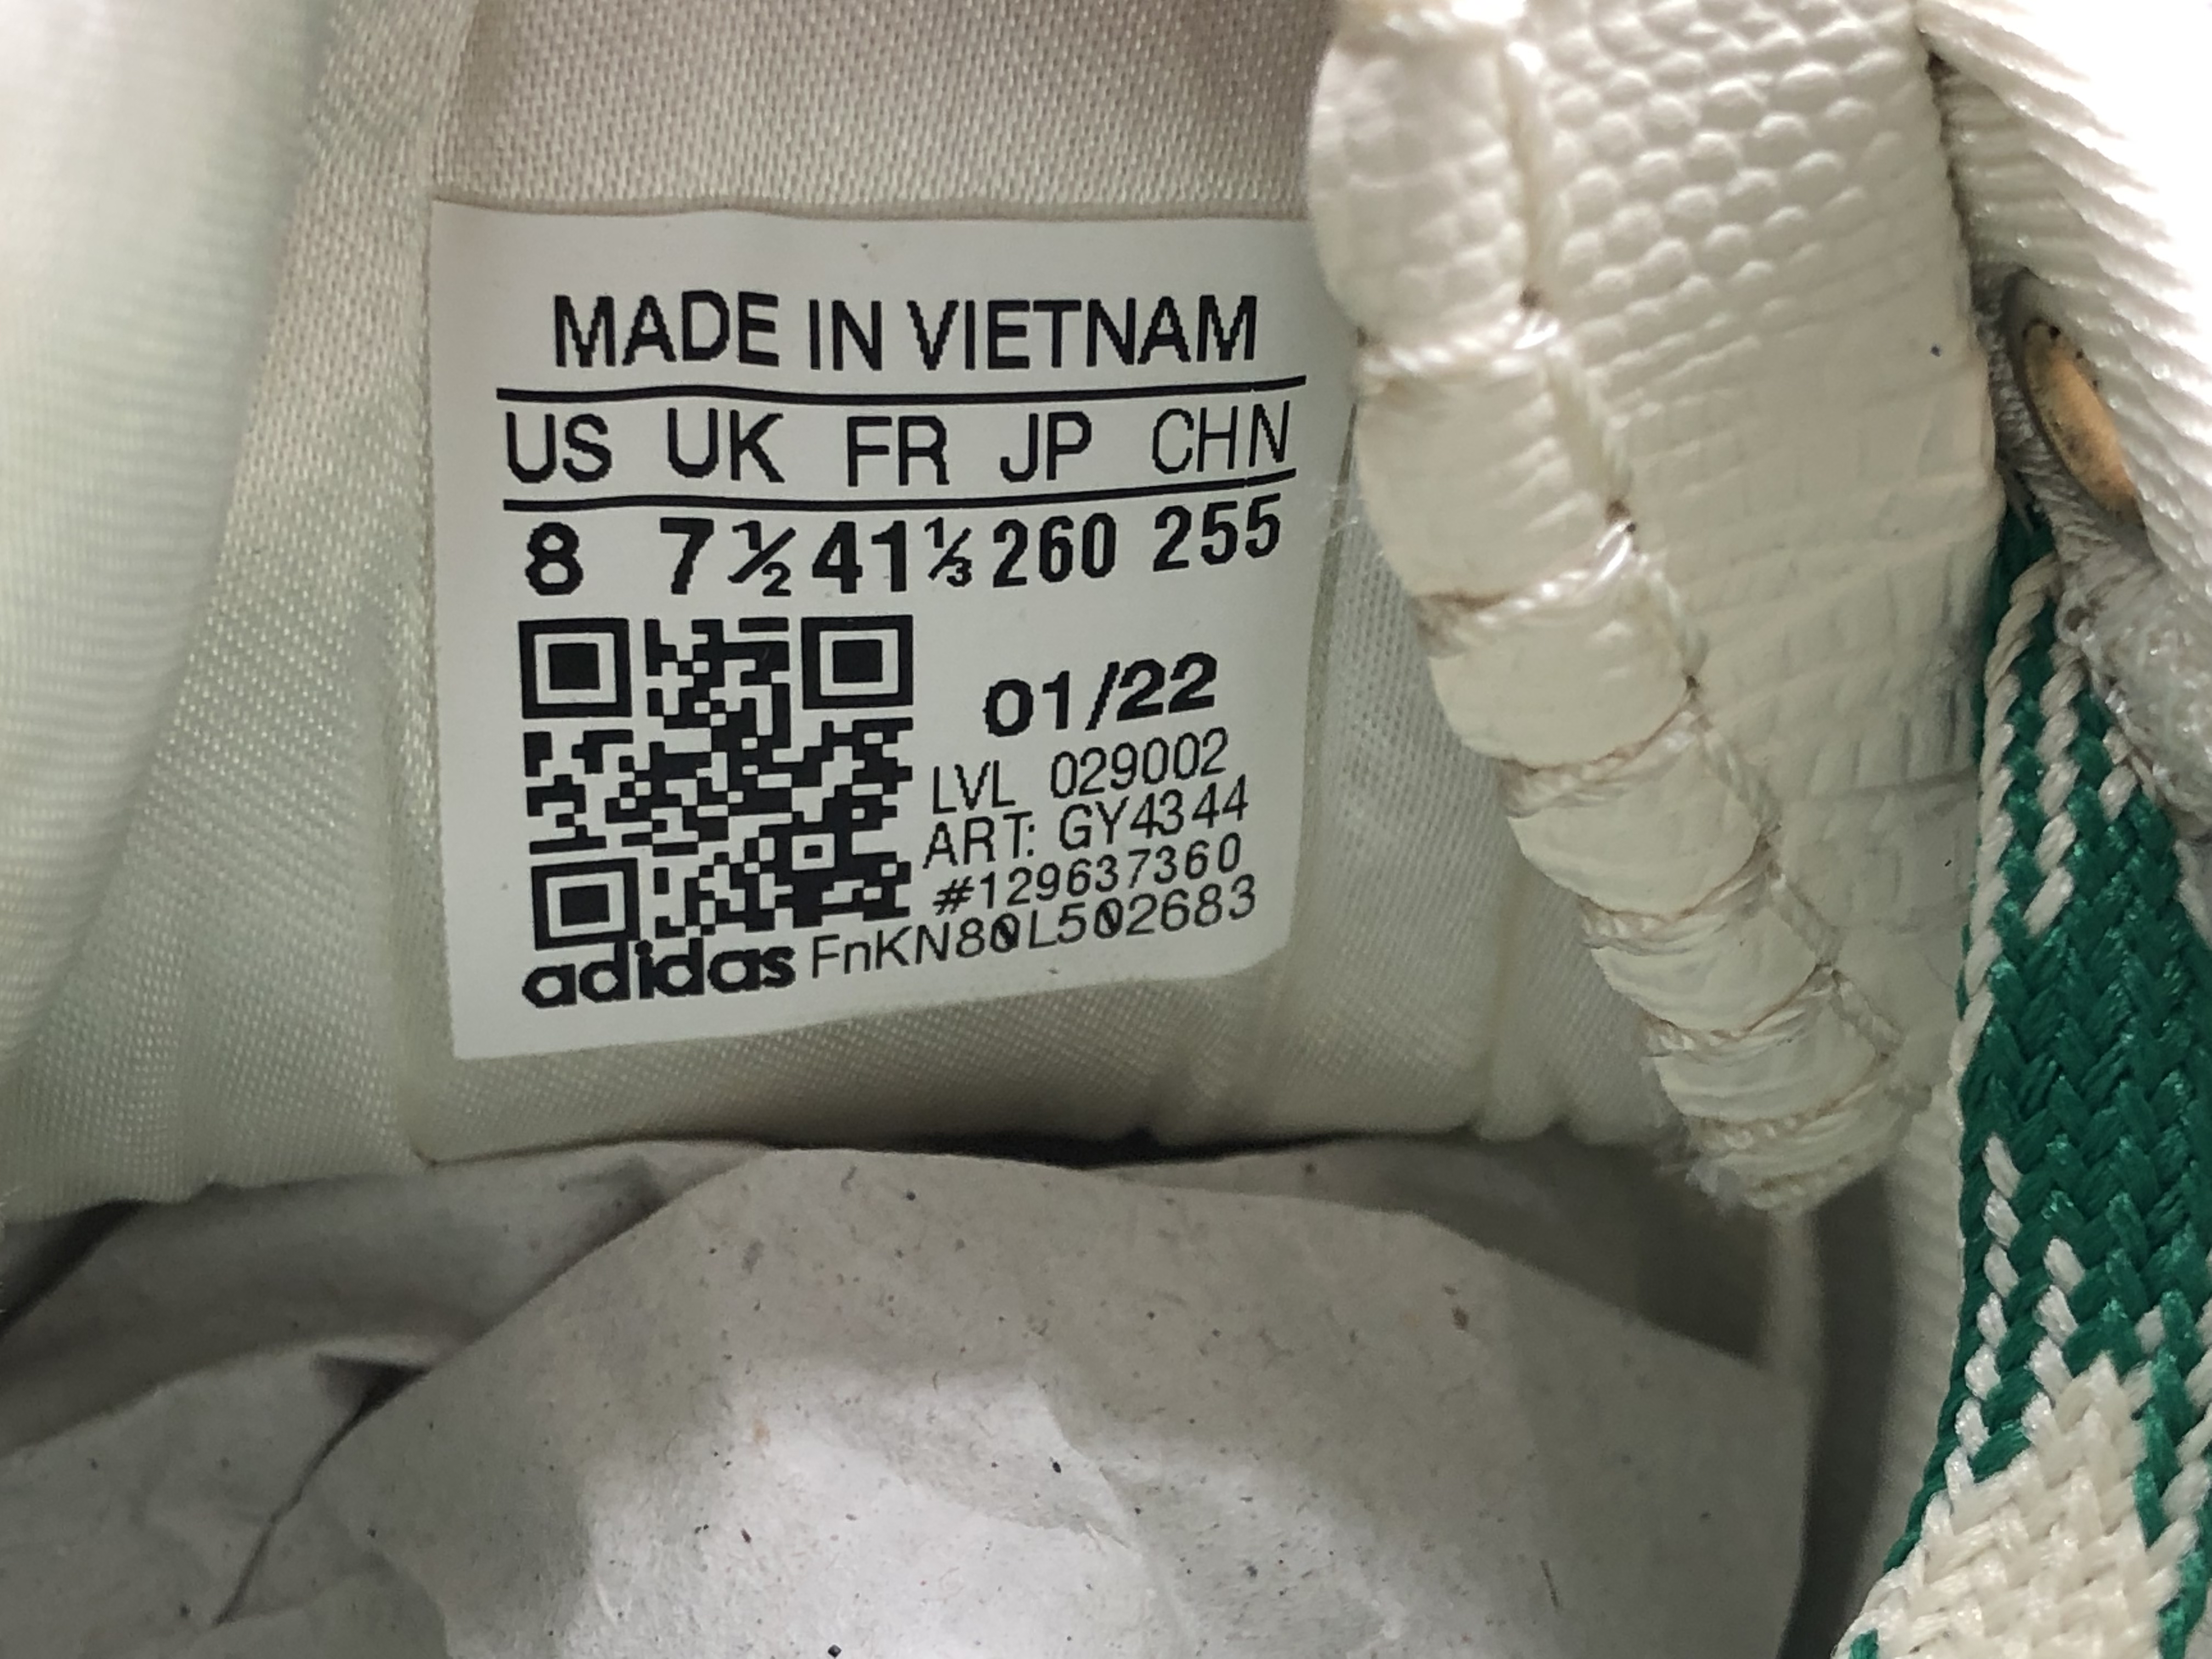 MADE IN VIETNAM
US UK FR JP CHN
8 7½ 41⅓ 260 255
01/22
LVL 029002
ART: GY4344
#129637360
adidas FnKN80L502683